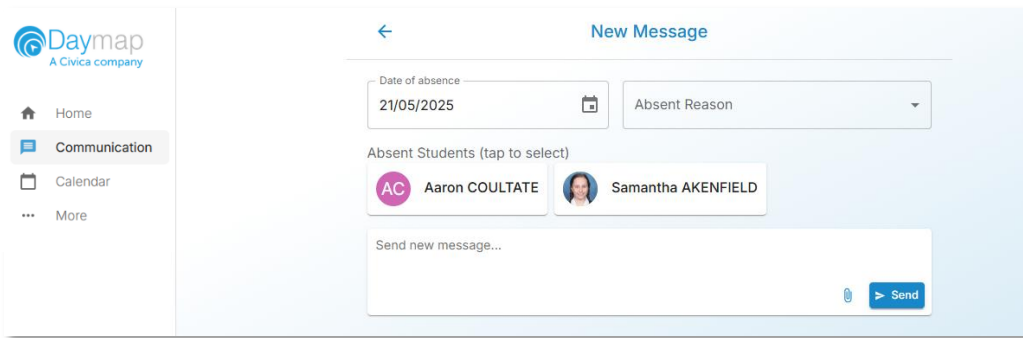 Daymap
A Civica company
Home
Communication
Calendar
More
New Message
Date of absence
21/05/2025
Absent Reason
Absent Students (tap to select)
AC Aaron COULTATE
Samantha AKENFIELD
Send new message...
Send